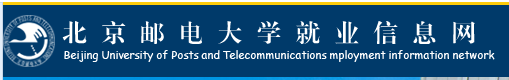 北京邮电大学就业信息网
Beijing University of Posts and Telecommunications mployment information network